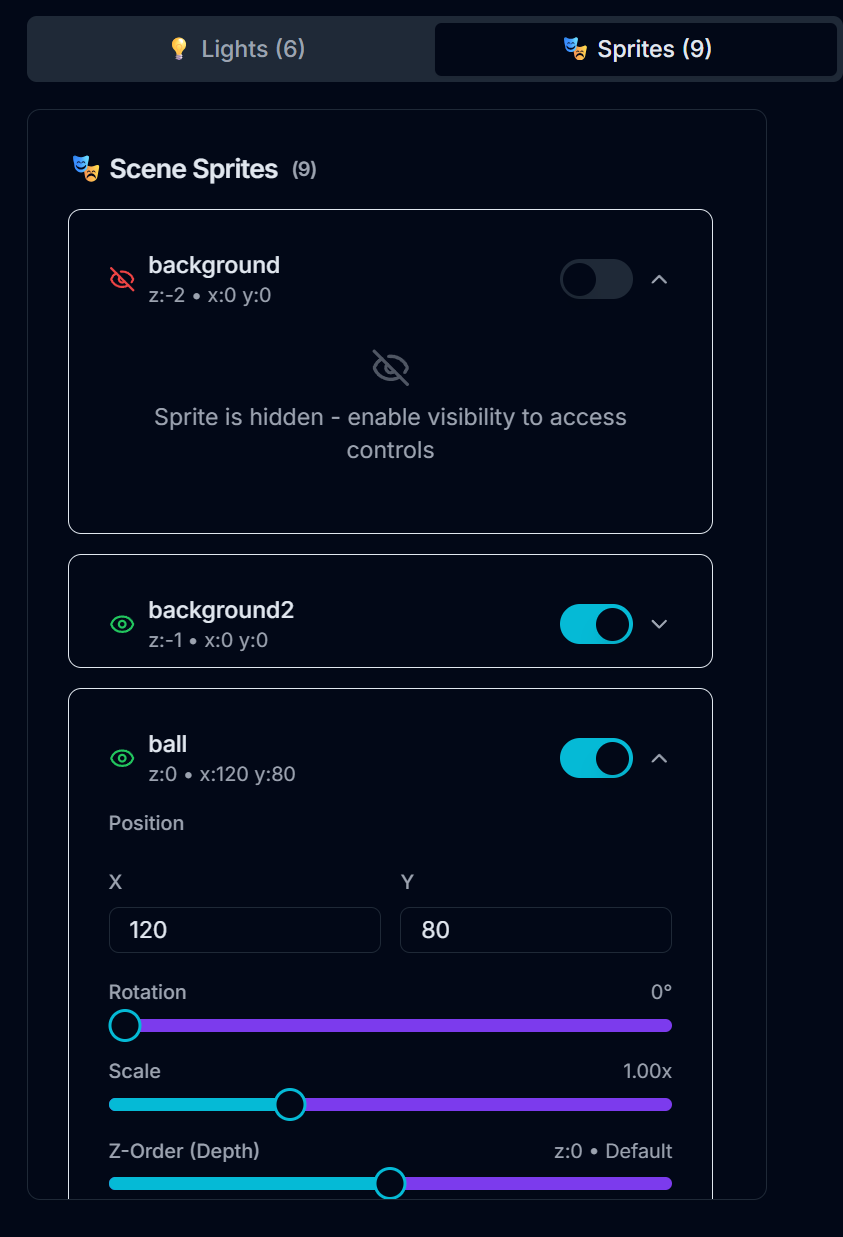 Lights (6)
Sprites (9)
Scene Sprites (9)
background
z:-2 • x:0 y:0
Sprite is hidden - enable visibility to access
controls
background2
z:-1 • x:0 y:0
ball
z:0 • x:120 y:80
Position
X
Y
120
80
Rotation
0°
Scale
1.00x
Z-Order (Depth)
z:0 • Default